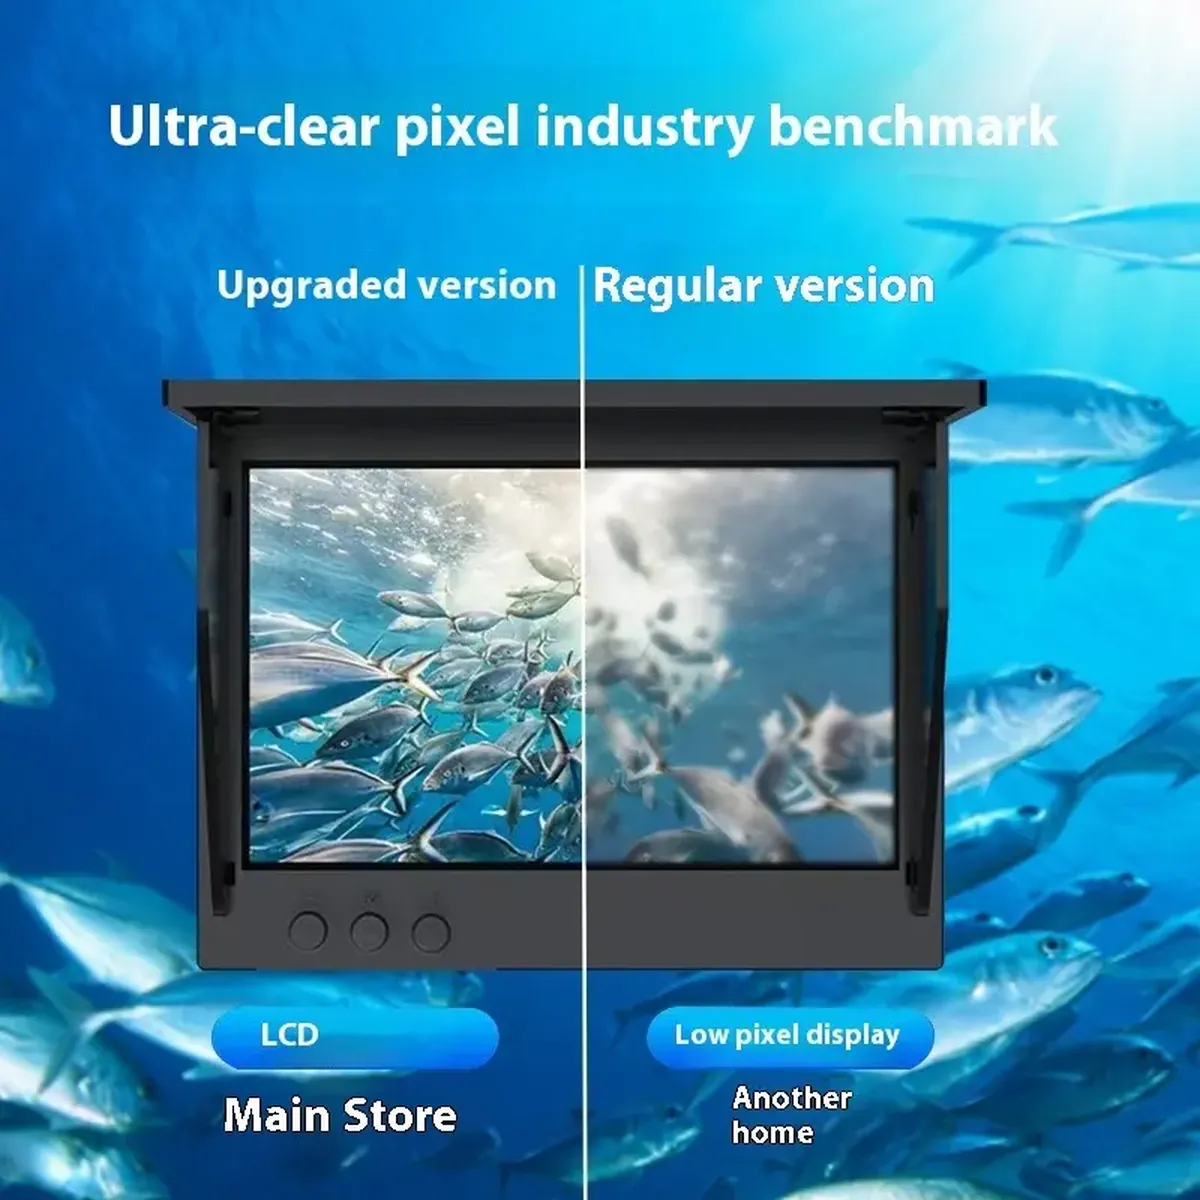 Ultra-clear pixel industry benchmark
Upgraded version
Regular version
LCD
Low pixel display
Main Store
Another
home